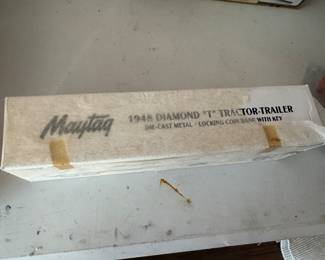 Maytag
1948 DIAMOND "T" TRACTOR-TRAILER
DIE-CAST METAL · LOCKING COIN BANK WITH KEY